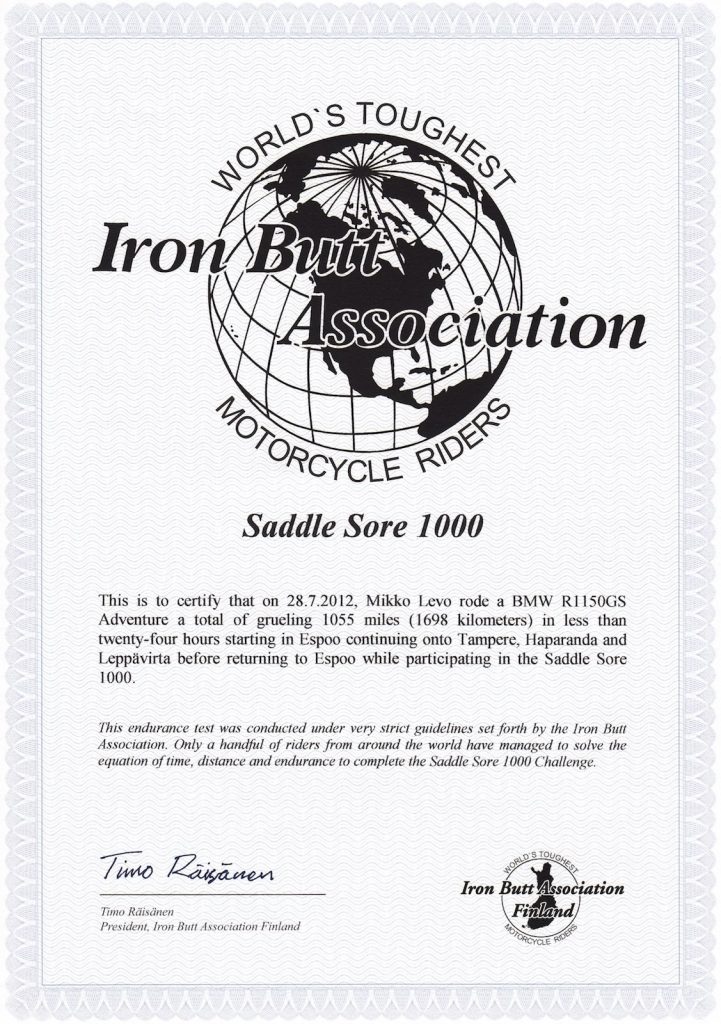 WORLD`S TOUGHEST
Iron Butt
Association
MOTORCYCLE RIDERS
Saddle Sore 1000
This is to certify that on 28.7.2012, Mikko Levo rode a BMW R1150GS
Adventure a total of grueling 1055 miles (1698 kilometers) in less than
twenty-four hours starting in Espoo continuing onto Tampere, Haparanda and
Leppävirta before returning to Espoo while participating in the Saddle Sore
1000.
This endurance test was conducted under very strict guidelines set forth by the Iron Butt
Association. Only a handful of riders from around the world have managed to solve the
equation of time, distance and endurance to complete the Saddle Sore 1000 Challenge.
Timo Räisänen
Timo Räisänen
President, Iron Butt Association Finland
WORLD`S TOUGHEST
Iron Butt Association
Finland
MOTORCYCLE RIDERS